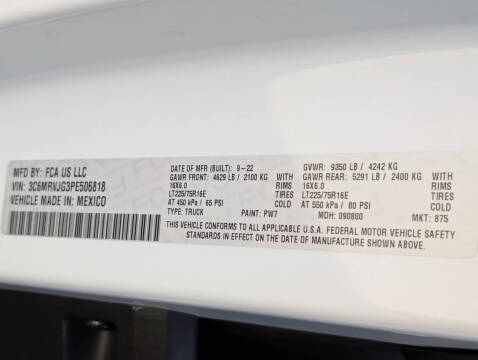 MFD BY: FCA US LLC
VIN: 3C6MRVJG3PE506818
VEHICLE MADE IN: MEXICO
DATE OF MFR (BUILT): 9-22
GAWR FRONT: 4629 LB / 2100 KG WITH
16X6.0 RIMS
LT225/75R16E TIRES
AT 450 kPa / 65 PSI COLD
TYPE: TRUCK PAINT: PW7
GVWR: 9350 LB / 4242 KG
GAWR REAR: 5291 LB / 2400 KG WITH
16X6.0 RIMS
LT225/75R16E TIRES
AT 550 kPa / 80 PSI COLD
MDH: 090800 MKT: 875
THIS VEHICLE CONFORMS TO ALL APPLICABLE U.S.A. FEDERAL MOTOR VEHICLE SAFETY
STANDARDS IN EFFECT ON THE DATE OF MANUFACTURE SHOWN ABOVE.